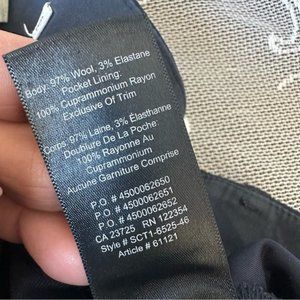 Body: 97% Wool, 3% Elastane
Pocket Lining:
100% Cuprammonium Rayon
Exclusive Of Trim
Corps: 97% Laine, 3% Élasthanne
Doublure De La Poche:
100% Rayonne Au
Cuprammonium
Aucune Garniture Comprise
P.O. # 4500052650
P.O. # 4500062651
P.O. # 4500062652
CA 23725 RN 122354
Style # SCT1-6525-46
Article # 61121